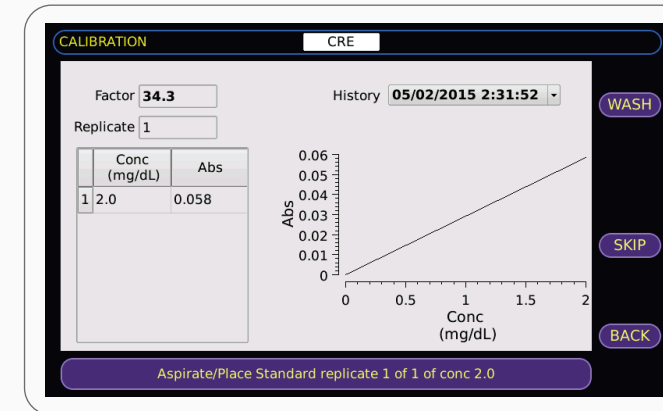 CALIBRATION
CRE
Factor 34.3
History 05/02/2015 2:31:52
WASH
Replicate 1
Conc
(mg/dL)
Abs
1 2.0 0.058
0.06
0.05
0.04
0.03
0.02
0.01
0
Abs
0 0.5 1 1.5 2
Conc
(mg/dL)
SKIP
BACK
Aspirate/Place Standard replicate 1 of 1 of conc 2.0